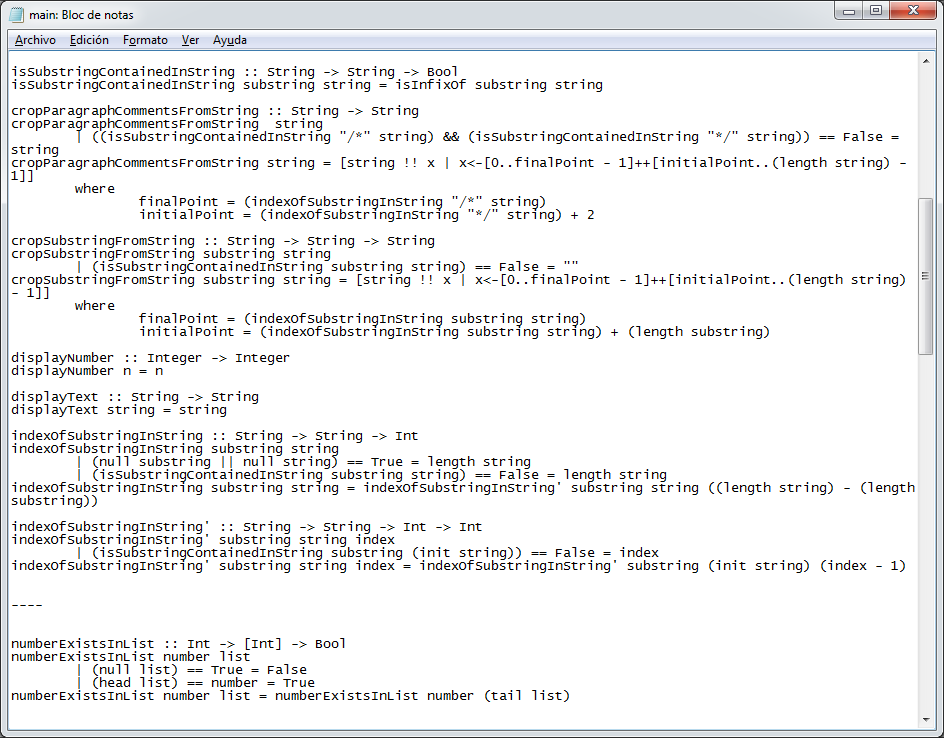 main: Bloc de notas
Archivo Edición Formato Ver Ayuda
isSubstringContainedInString :: String -> String -> Bool
isSubstringContainedInString substring string = isInfixOf substring string
cropParagraphCommentsFromString :: String -> String
cropParagraphCommentsFromString  string
        | ((isSubstringContainedInString "/*" string) && (isSubstringContainedInString "*/" string)) == False =
string
cropParagraphCommentsFromString string = [string !! x | x<-[0..finalPoint - 1]++[initialPoint..(length string) -
1]]
        where
                finalPoint = (indexOfSubstringInString "/*" string)
                initialPoint = (indexOfSubstringInString "*/" string) + 2
cropSubstringFromString :: String -> String -> String
cropSubstringFromString substring string
        | (isSubstringContainedInString substring string) == False = ""
cropSubstringFromString substring string = [string !! x | x<-[0..finalPoint - 1]++[initialPoint..(length string)
- 1]]
        where
                finalPoint = (indexOfSubstringInString substring string)
                initialPoint = (indexOfSubstringInString substring string) + (length substring)
displayNumber :: Integer -> Integer
displayNumber n = n
displayText :: String -> String
displayText string = string
indexOfSubstringInString :: String -> String -> Int
indexOfSubstringInString substring string
        | (null substring || null string) == True = length string
        | (isSubstringContainedInString substring string) == False = length string
indexOfSubstringInString substring string = indexOfSubstringInString' substring string ((length string) - (length
substring))
indexOfSubstringInString' :: String -> String -> Int -> Int
indexOfSubstringInString' substring string index
        | (isSubstringContainedInString substring (init string)) == False = index
indexOfSubstringInString' substring string index = indexOfSubstringInString' substring (init string) (index - 1)
----
numberExistsInList :: Int -> [Int] -> Bool
numberExistsInList number list
        | (null list) == True = False
        | (head list) == number = True
numberExistsInList number list = numberExistsInList number (tail list)